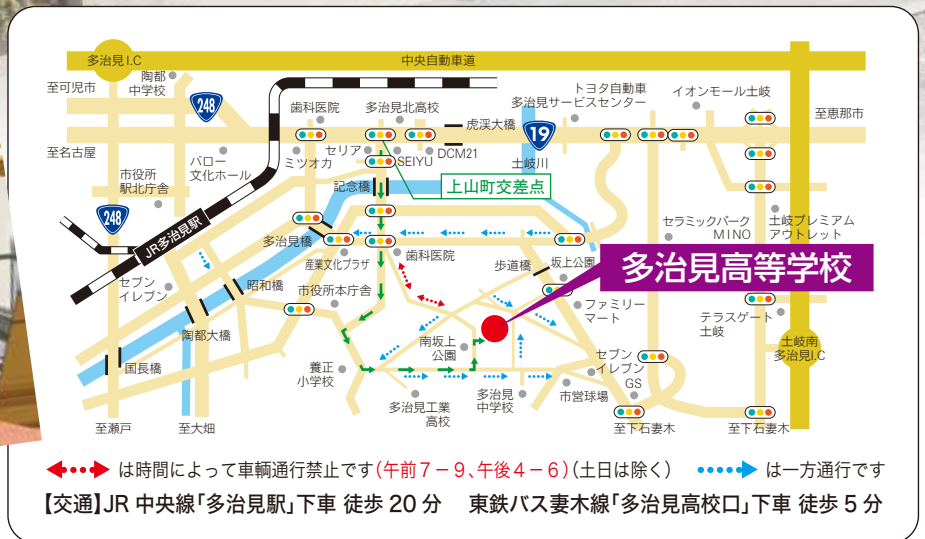 多治見I.C
中央自動車道
至可児市
陶都
中学校
248
歯科医院
多治見北高校
トヨタ自動車
多治見サービスセンター
イオンモール土岐
至恵那市
虎渓大橋
19
至名古屋
バロー
文化ホール
ミツオカ
セリア
SEIYU
DCM21
土岐川
市役所
駅北庁舎
記念橋
上山町交差点
248
JR多治見駅
多治見橋
産業文化プラザ
歯科医院
セラミックパーク
MINO
土岐プレミアム
アウトレット
歩道橋
坂上公園
多治見高等学校
セブン
イレブン
昭和橋
市役所本庁舎
ファミリー
マート
テラスゲート
土岐
陶都大橋
南坂上
公園
土岐南
多治見I.C
国長橋
養正
小学校
セブン
イレブン
GS
多治見工業
高校
多治見
中学校
市営球場
至瀬戸
至大畑
至下石妻木
至下石妻木
は時間によって車輌通行禁止です(午前7−9、午後4−6)(土日は除く)
は一方通行です
【交通】JR 中央線「多治見駅」下車 徒歩 20 分 東鉄バス妻木線「多治見高校口」下車 徒歩 5 分